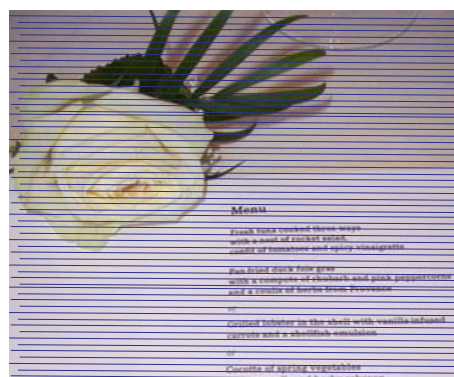 Menu
Fresh tuna cooked three ways
with a nest of rocket salad,
confit of tomatoes and spicy vinaigrette
Pan-fried duck foie gras
with a compote of rhubarb and pink peppercorns
and a coulis of herbs from Provence
or
Grilled lobster in the shell with vanilla-infused
carrots and a shellfish emulsion
or
Cocotte of spring vegetables